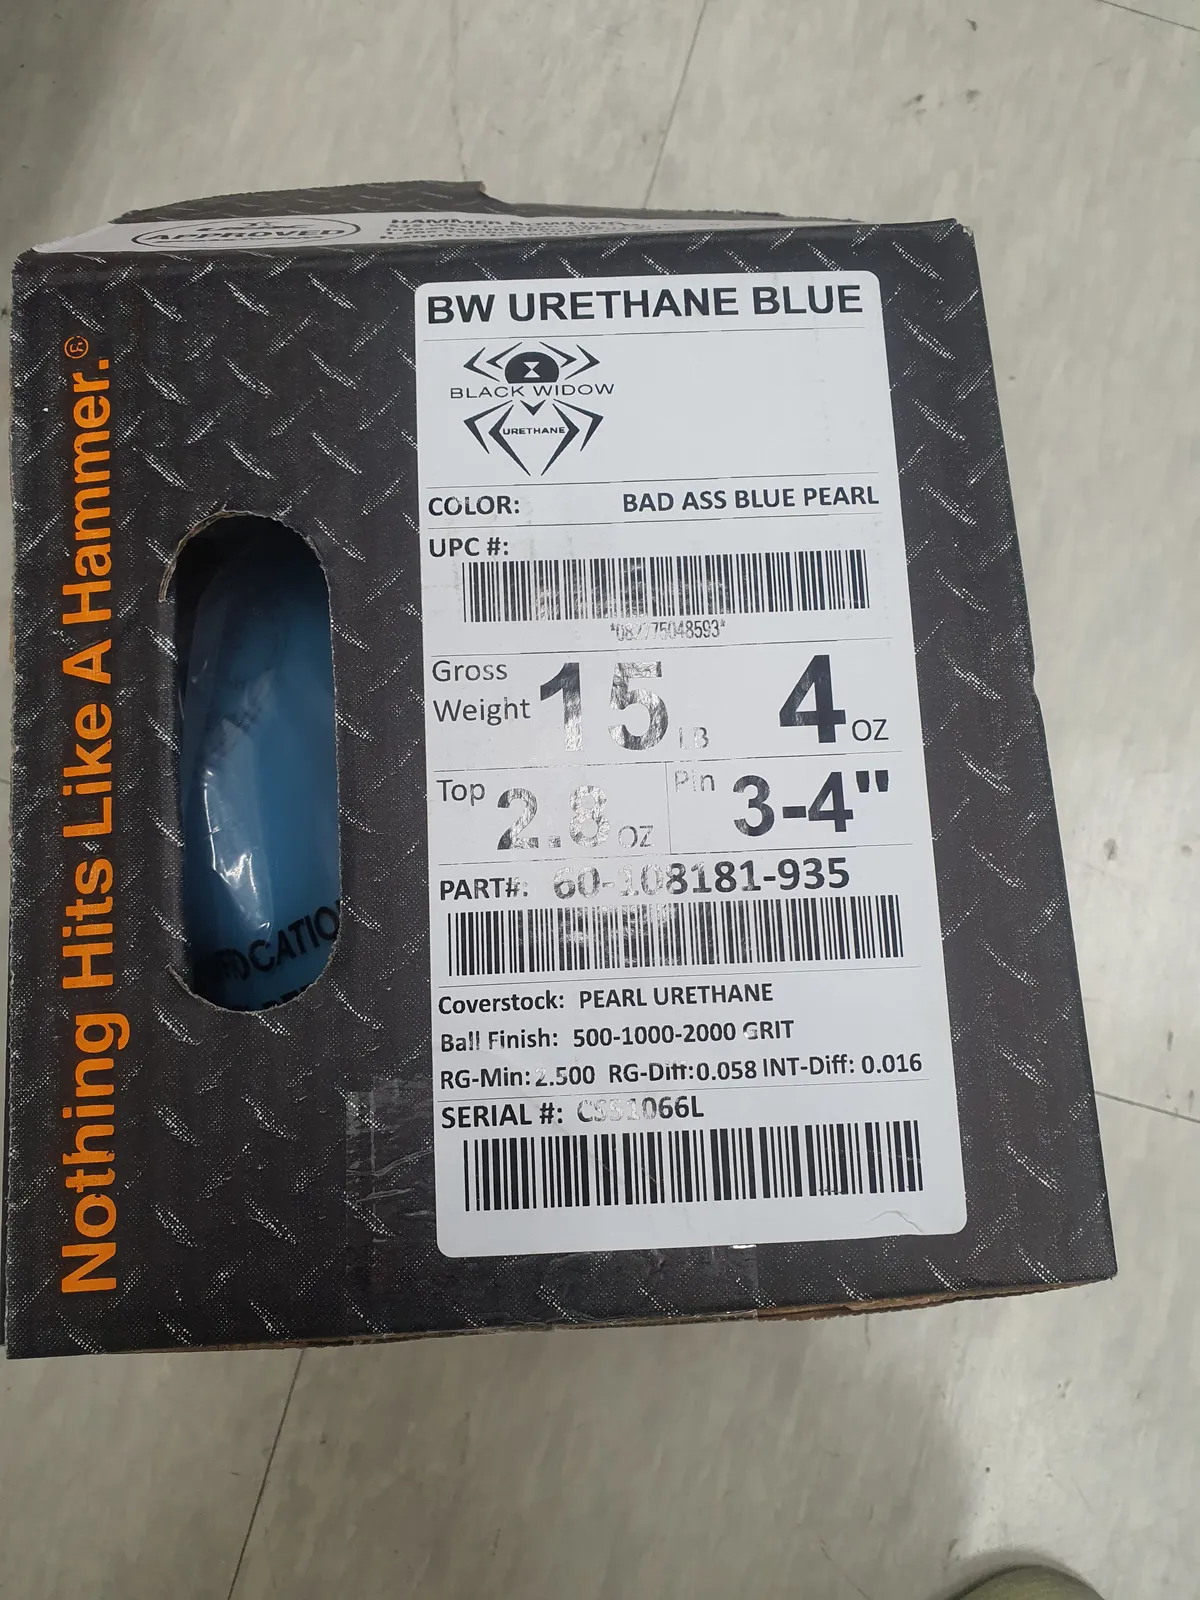 APPROVED
Nothing Hits Like A Hammer.®
BW URETHANE BLUE
BLACK WIDOW
URETHANE
COLOR: BAD ASS BLUE PEARL
UPC #:
*087775048593*
Gross Weight 15 LB 4 OZ
Top 2.8 OZ Pin 3-4"
PART#: 60-108181-935
Coverstock: PEARL URETHANE
Ball Finish: 500-1000-2000 GRIT
RG-Min: 2.500 RG-Diff: 0.058 INT-Diff: 0.016
SERIAL #: